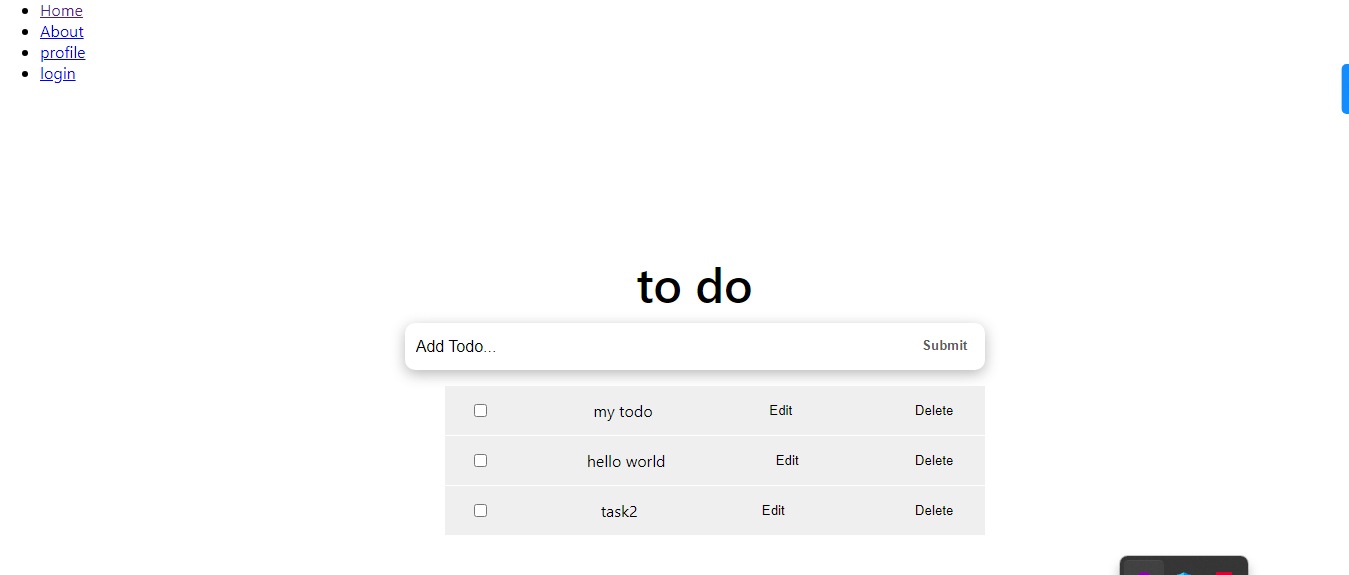 Home
About
profile
login
to do
Add Todo...
Submit
my todo Edit Delete
hello world Edit Delete
task2 Edit Delete